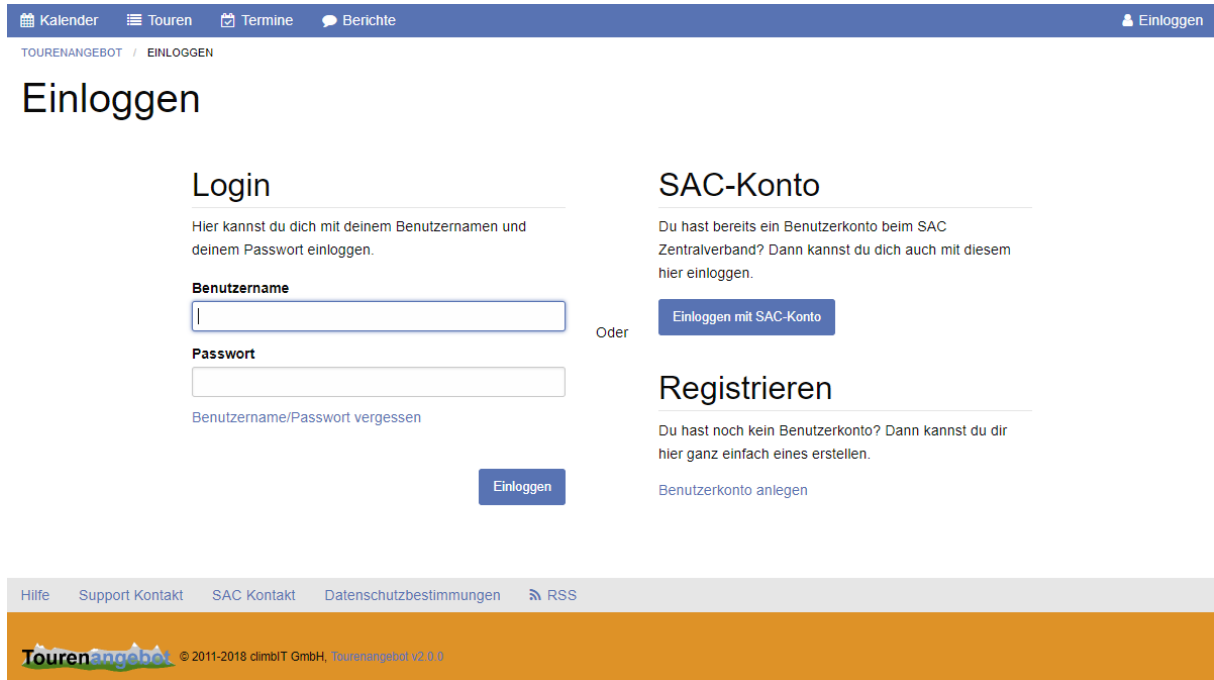 Kalender Touren Termine Berichte Einloggen
TOURENANGEBOT / EINLOGGEN
Einloggen
Login
Hier kannst du dich mit deinem Benutzernamen und
deinem Passwort einloggen.
Benutzername
Passwort
Benutzername/Passwort vergessen
Einloggen
Oder
SAC-Konto
Du hast bereits ein Benutzerkonto beim SAC
Zentralverband? Dann kannst du dich auch mit diesem
hier einloggen.
Einloggen mit SAC-Konto
Registrieren
Du hast noch kein Benutzerkonto? Dann kannst du dir
hier ganz einfach eines erstellen.
Benutzerkonto anlegen
Hilfe Support Kontakt SAC Kontakt Datenschutzbestimmungen RSS
Tourenangebot © 2011-2018 climbIT GmbH, Tourenangebot v2.0.0